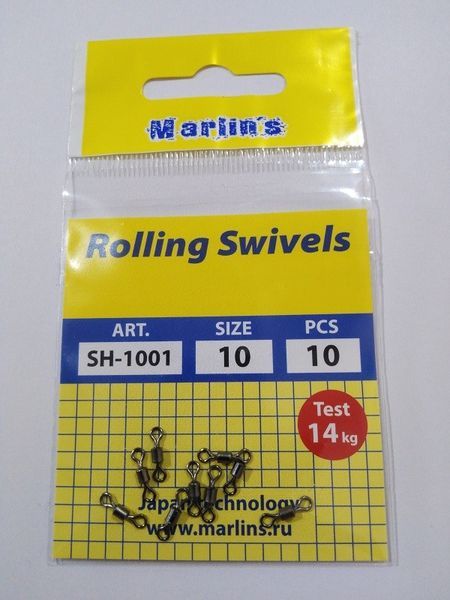 Marlin's
Rolling Swivels
ART. SIZE PCS
SH-1001 10 10
Test
14 kg
Japan technology
www.marlins.ru